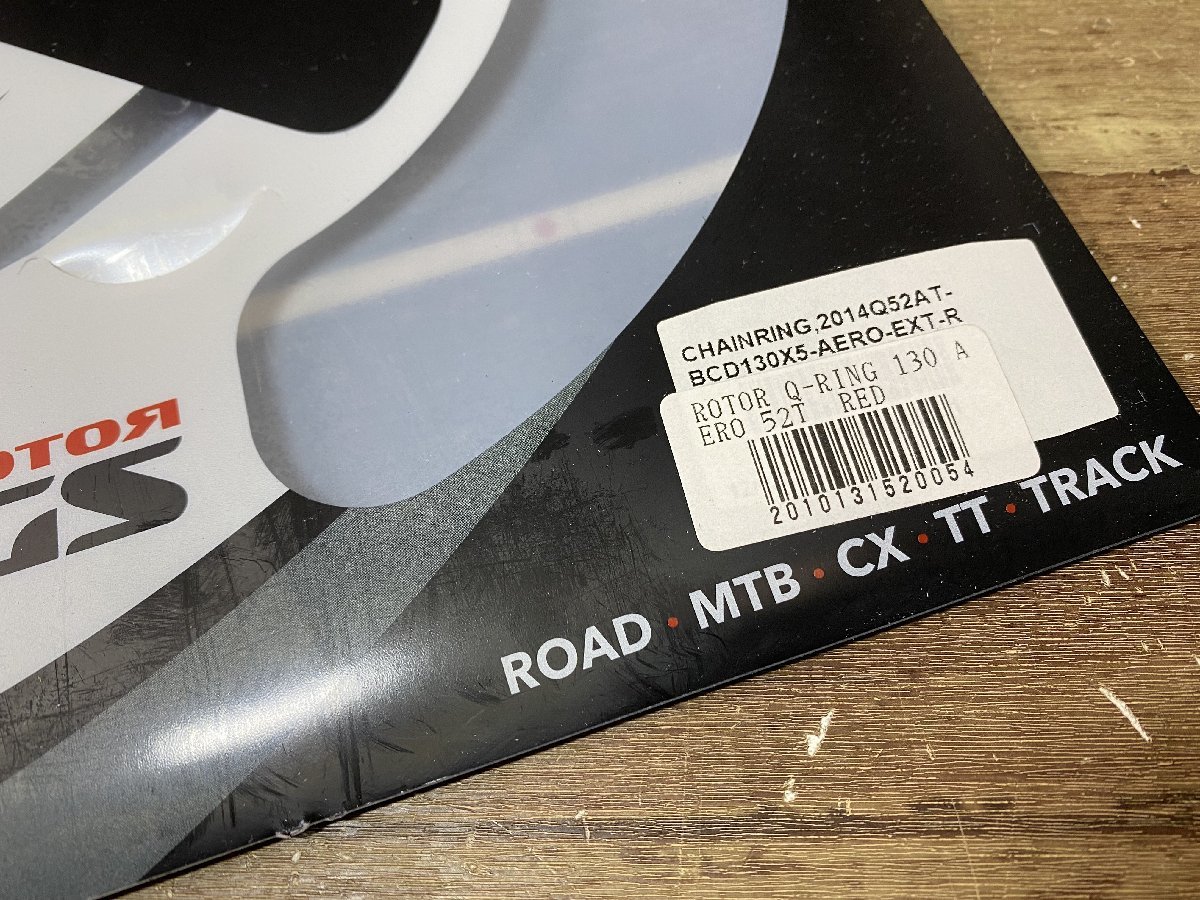 ROTOR
CHAINRING,2014Q52AT-
BCD130X5-AERO-EXT-R
ROTOR Q-RING 130 A
ERO 52T RED
2010131520054
ROAD · MTB · CX · TT · TRACK